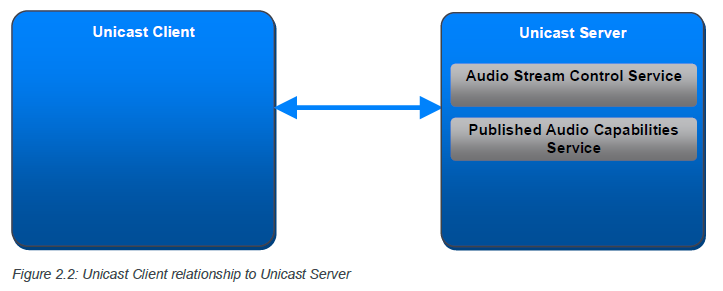 Unicast Client
Unicast Server
Audio Stream Control Service
Published Audio Capabilities
Service
Figure 2.2: Unicast Client relationship to Unicast Server